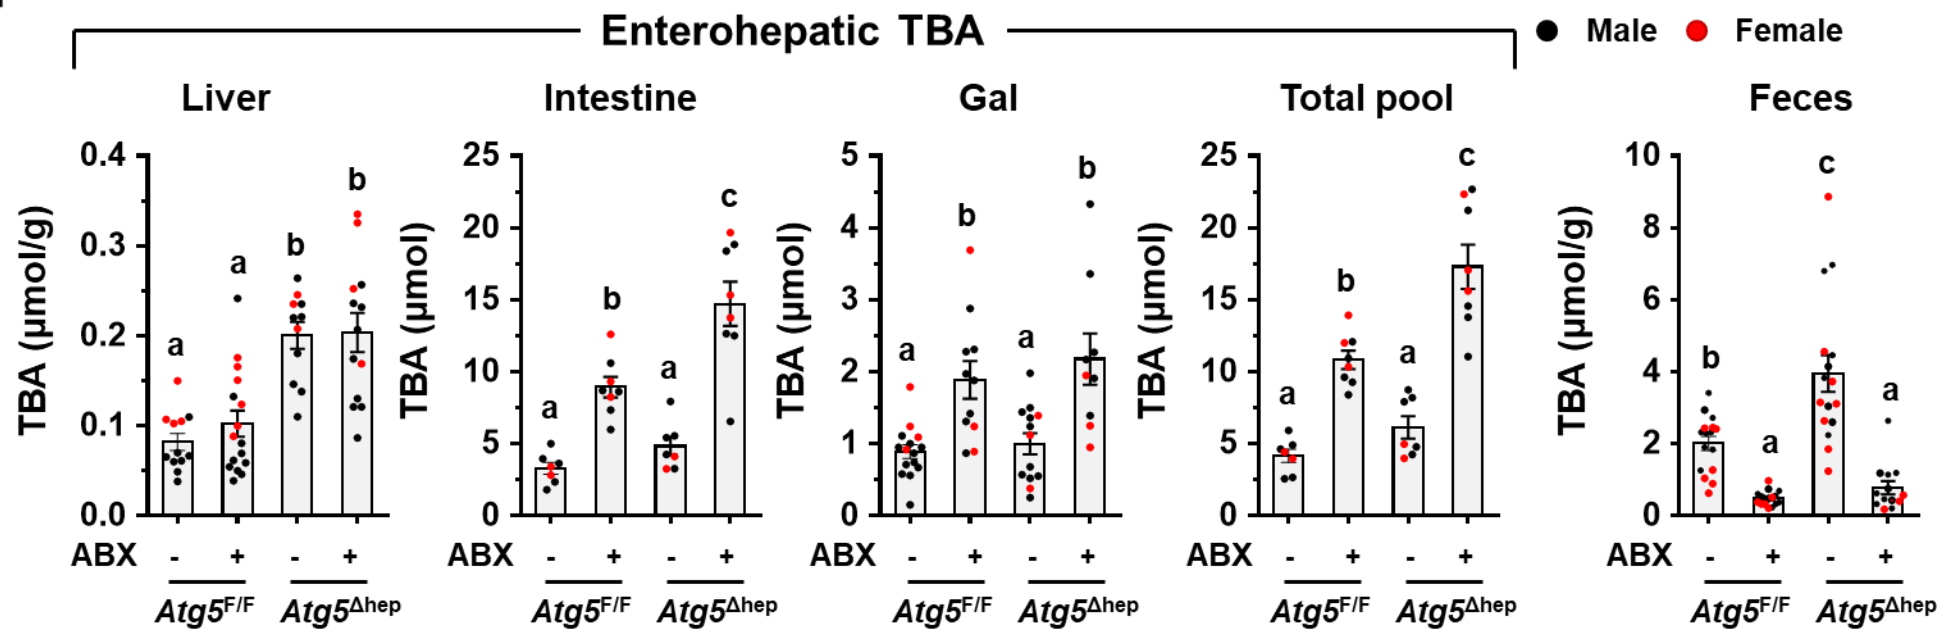 Enterohepatic TBA
Male Female
Liver Intestine Gal Total pool Feces
TBA (µmol/g)
0.4
0.3
0.2
0.1
0.0
a a b b
TBA (µmol)
25
20
15
10
5
0
a b a c
TBA (µmol)
5
4
3
2
1
0
a b a b
TBA (µmol)
25
20
15
10
5
0
a b a c
TBA (µmol/g)
10
8
6
4
2
0
b a c a
ABX - + - + ABX - + - + ABX - + - + ABX - + - + ABX - + - +
Atg5F/F Atg5Δhep Atg5F/F Atg5Δhep Atg5F/F Atg5Δhep Atg5F/F Atg5Δhep Atg5F/F Atg5Δhep